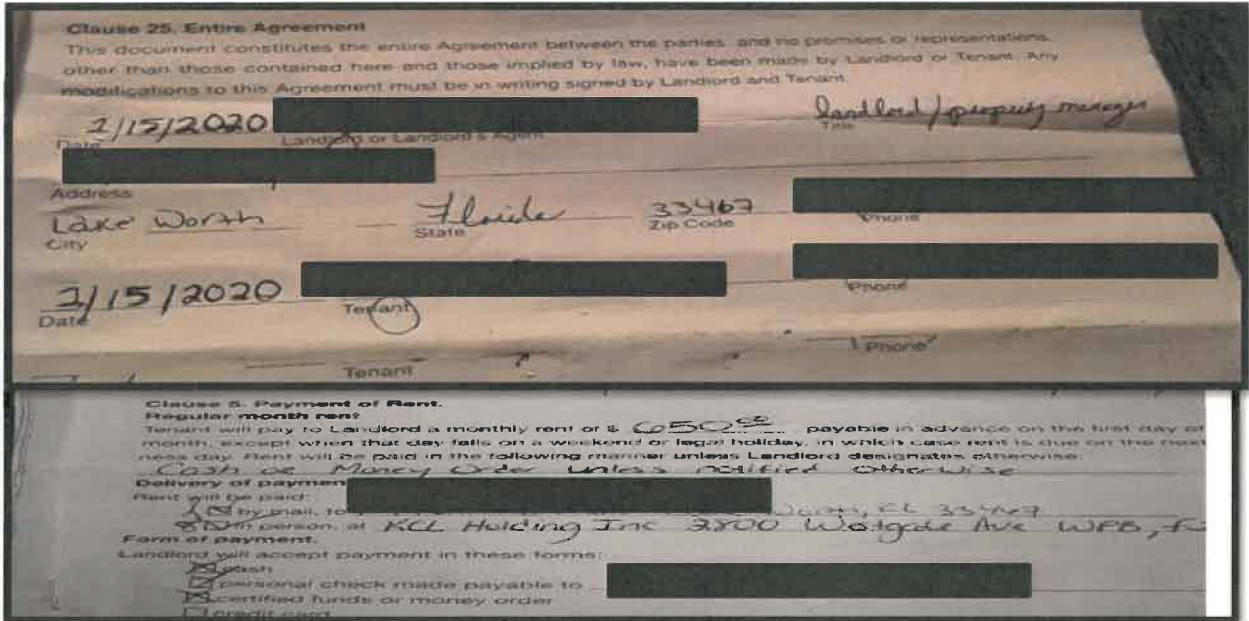 Clause 25. Entire Agreement
This document constitutes the entire Agreement between the parties, and no promises or representations,
other than those contained here and those implied by law, have been made by Landlord or Tenant. Any
modifications to this Agreement must be in writing signed by Landlord and Tenant.
1/15/2020 landlord/property manager
Date Landlord or Landlord's Agent Title
Address
Lake Worth Florida 33467
City State Zip Code Phone
1/15/2020
Date Tenant Phone
Tenant Phone
Clause 5. Payment of Rent.
Regular month rent
Tenant will pay to Landlord a monthly rent of $ 650.00 payable in advance on the first day of
month, except when that day falls on a weekend or legal holiday, in which case rent is due on the next
ness day. Rent will be paid in the following manner unless Landlord designates otherwise:
Cash or Money Order unless notified otherwise
Delivery of payment
Rent will be paid:
by mail, to Worth, FL 33467
in person, at KCL Holding Inc 2800 Westgate Ave WPB,
Form of payment.
Landlord will accept payment in these forms:
cash
personal check made payable to
certified funds or money order
credit card